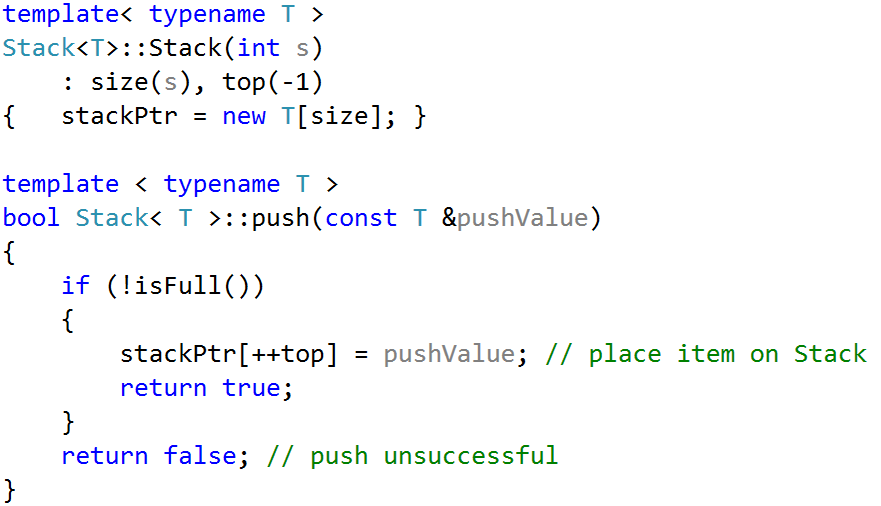 template< typename T >
Stack<T>::Stack(int s)
    : size(s), top(-1)
{   stackPtr = new T[size]; }

template < typename T >
bool Stack< T >::push(const T &pushValue)
{
    if (!isFull())
    {
        stackPtr[++top] = pushValue; // place item on Stack
        return true;
    }
    return false; // push unsuccessful
}